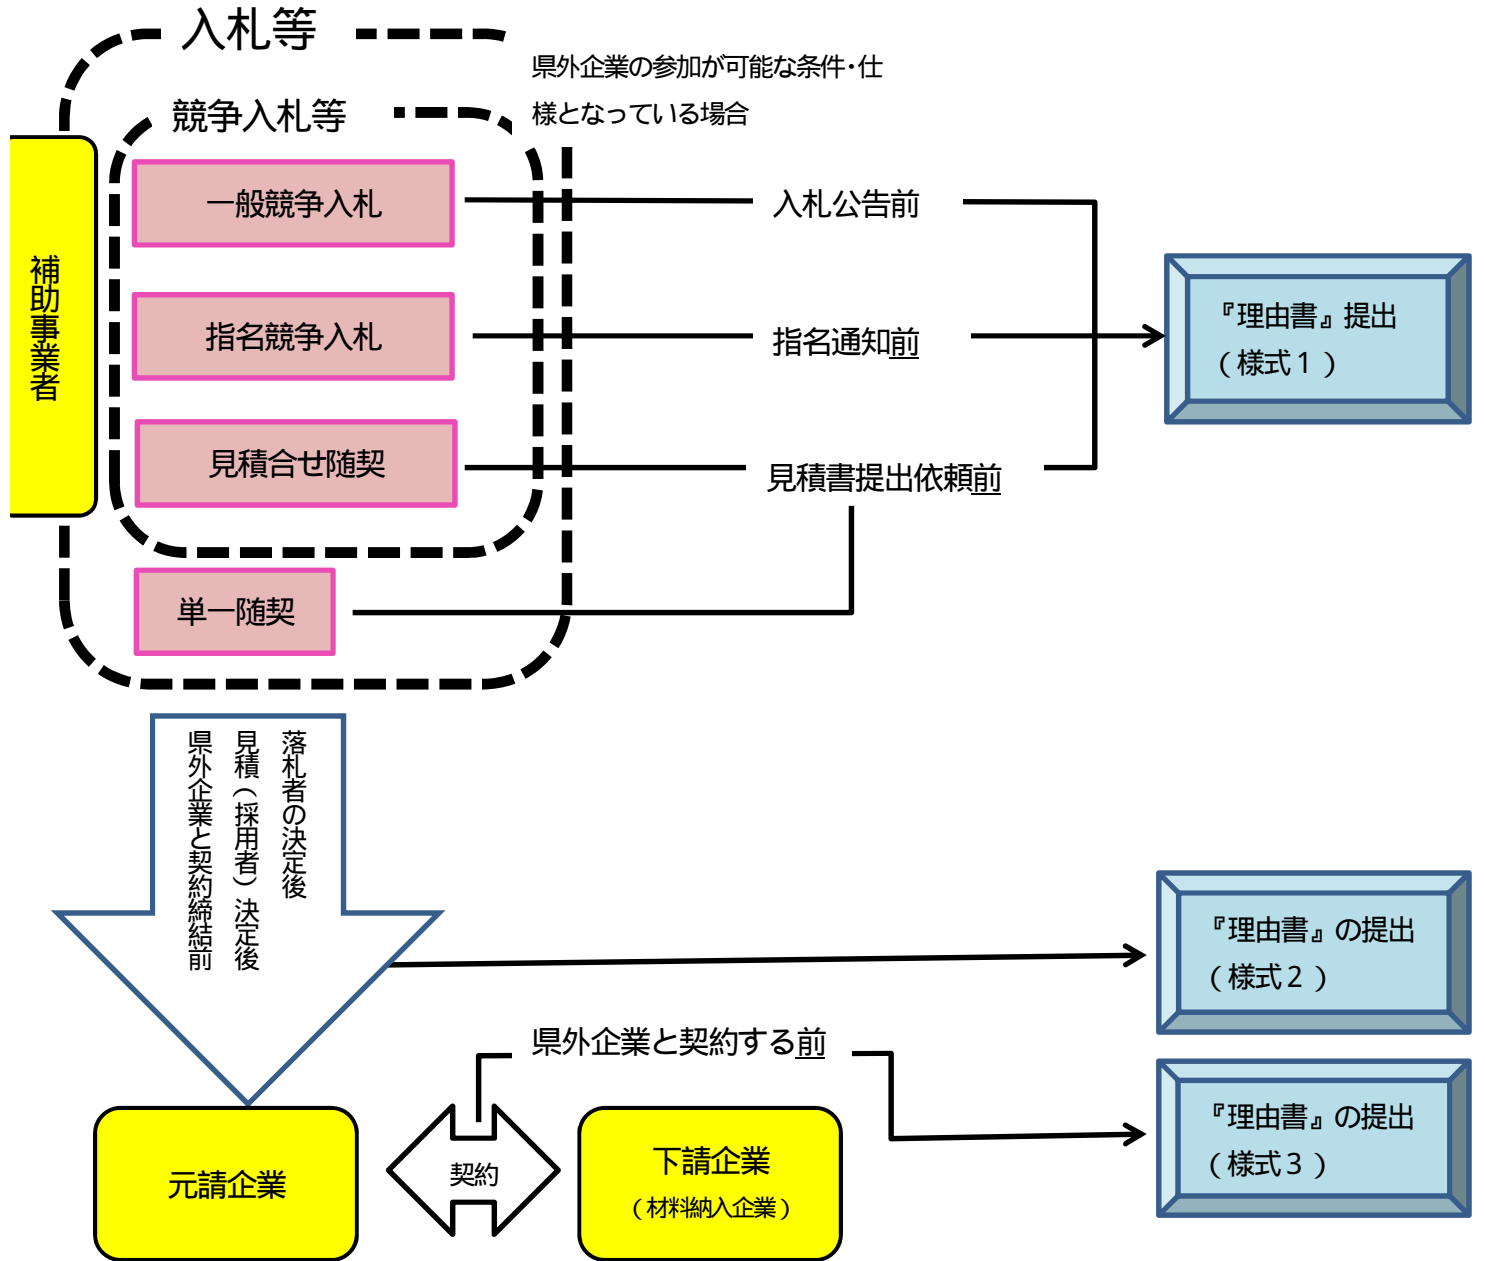 入札等
県外企業の参加が可能な条件・仕
様となっている場合
競争入札等
補助事業者
一般競争入札
入札公告前
指名競争入札
指名通知前
『理由書』提出
（様式1）
見積合せ随契
見積書提出依頼前
単一随契
落札者の決定後
見積（採用者）決定後
県外企業と契約締結前
『理由書』の提出
（様式2）
県外企業と契約する前
『理由書』の提出
（様式3）
元請企業
契約
下請企業
（材料納入企業）